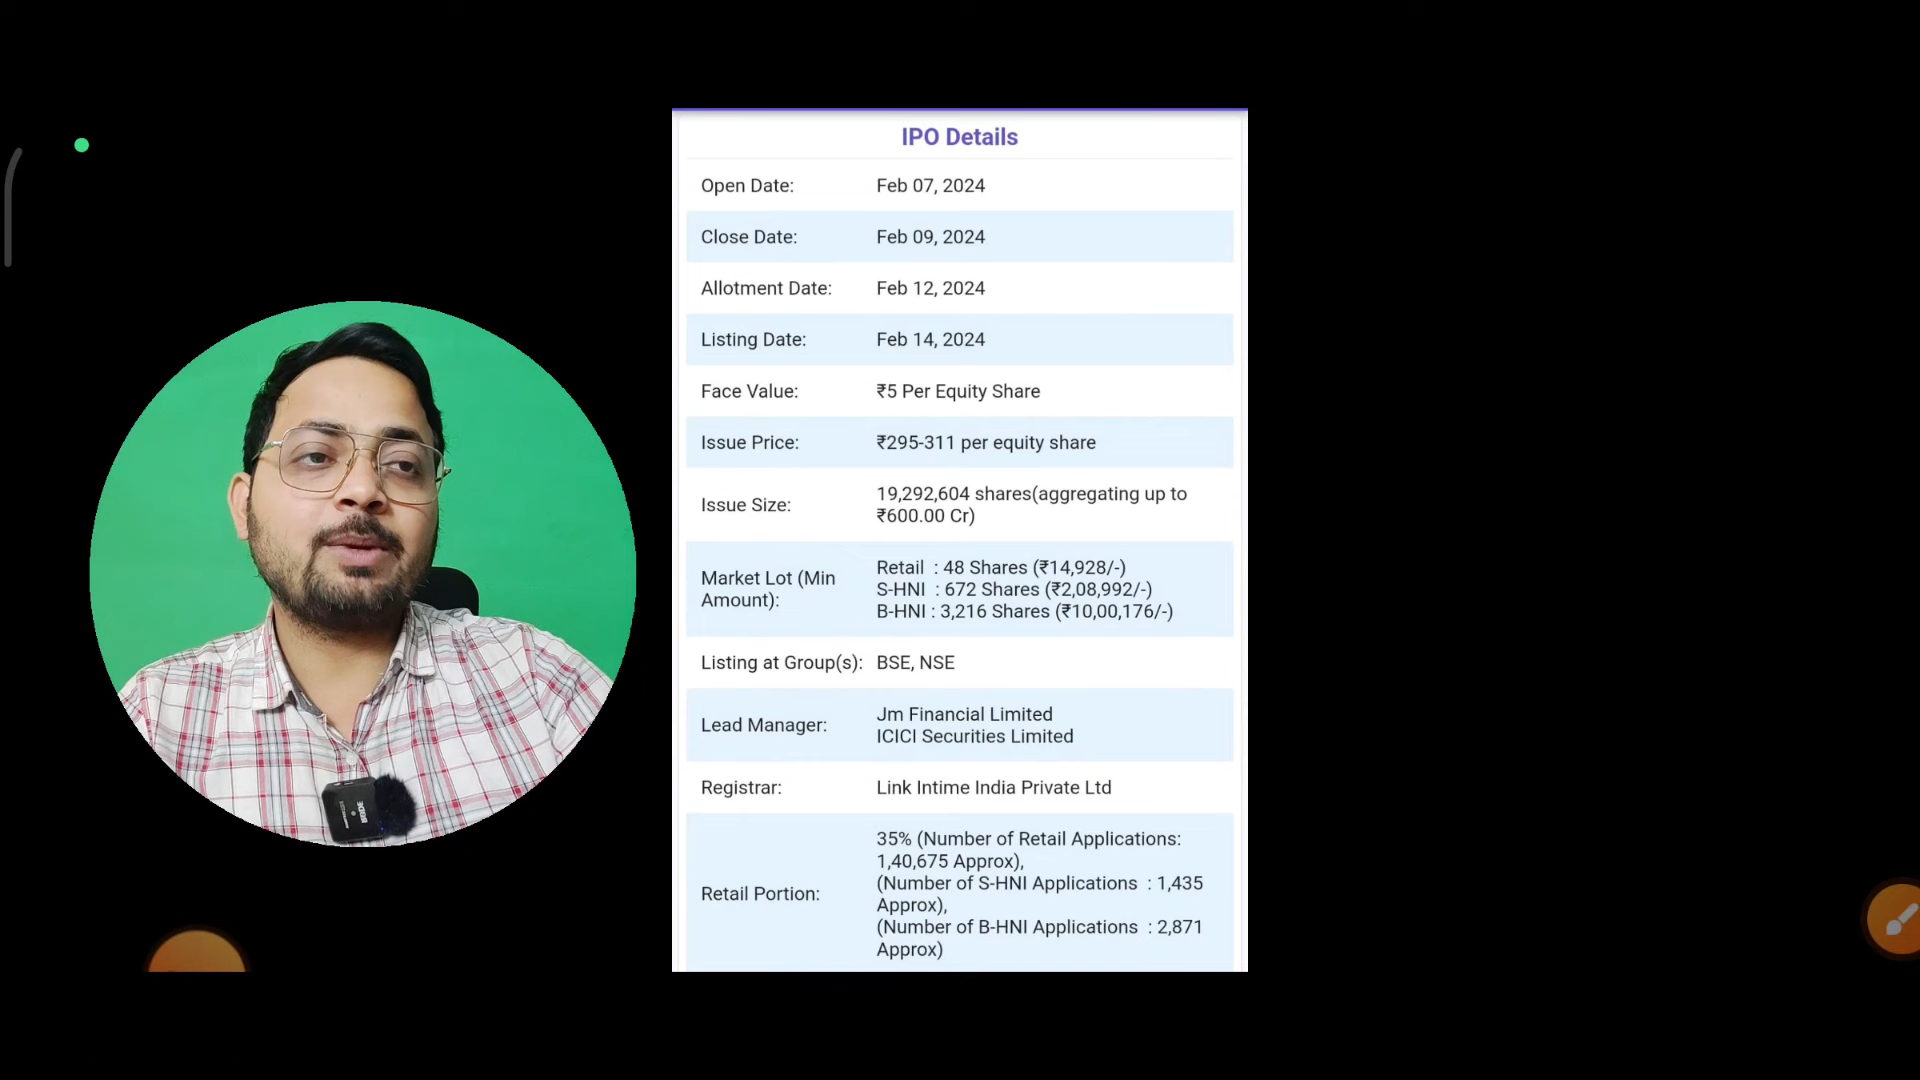 IPO Details
Open Date: Feb 07, 2024
Close Date: Feb 09, 2024
Allotment Date: Feb 12, 2024
Listing Date: Feb 14, 2024
Face Value: ₹5 Per Equity Share
Issue Price: ₹295-311 per equity share
Issue Size: 19,292,604 shares(aggregating up to
₹600.00 Cr)
Market Lot (Min
Amount):
Retail : 48 Shares (₹14,928/-)
S-HNI : 672 Shares (₹2,08,992/-)
B-HNI : 3,216 Shares (₹10,00,176/-)
Listing at Group(s): BSE, NSE
Lead Manager:
Jm Financial Limited
ICICI Securities Limited
Registrar: Link Intime India Private Ltd
Retail Portion:
35% (Number of Retail Applications:
1,40,675 Approx),
(Number of S-HNI Applications : 1,435
Approx),
(Number of B-HNI Applications : 2,871
Approx)